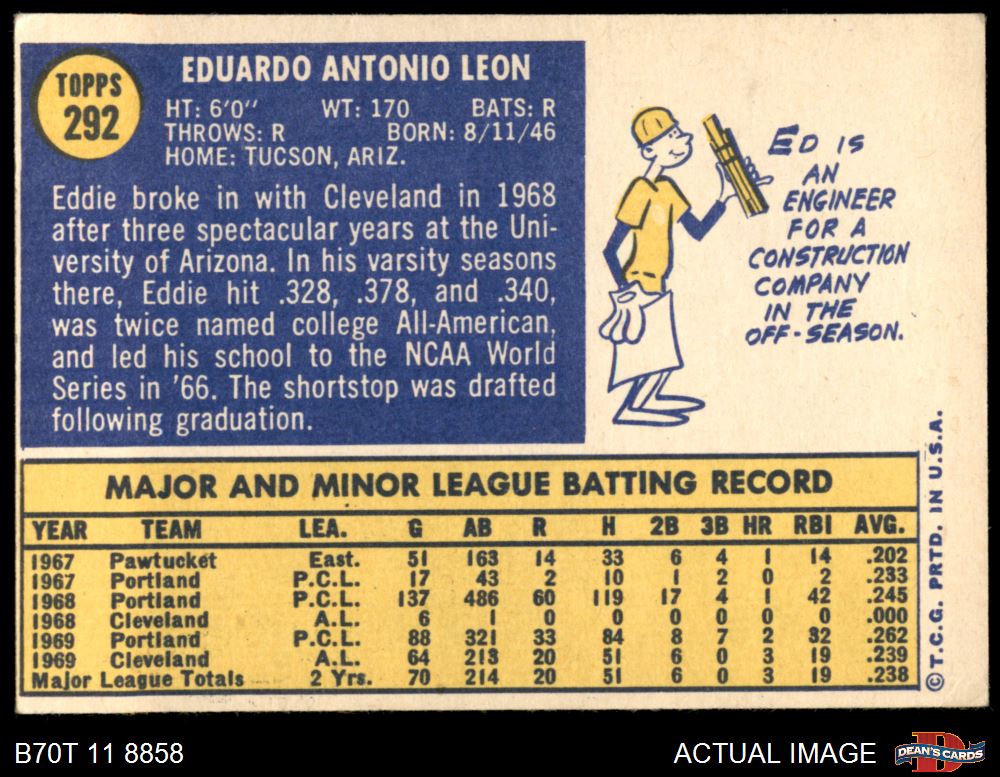 TOPPS
292
EDUARDO ANTONIO LEON
HT: 6'0" WT: 170 BATS: R
THROWS: R BORN: 8/11/46
HOME: TUCSON, ARIZ.
Eddie broke in with Cleveland in 1968
after three spectacular years at the Uni-
versity of Arizona. In his varsity seasons
there, Eddie hit .328, .378, and .340,
was twice named college All-American,
and led his school to the NCAA World
Series in '66. The shortstop was drafted
following graduation.
ED IS
AN
ENGINEER
FOR A
CONSTRUCTION
COMPANY
IN THE
OFF-SEASON.
MAJOR AND MINOR LEAGUE BATTING RECORD
YEAR TEAM LEA. G AB R H 2B 3B HR RBI AVG.
1967 Pawtucket East. 51 163 14 33 6 4 1 14 .202
1967 Portland P.C.L. 17 43 2 10 1 2 0 2 .233
1968 Portland P.C.L. 137 486 60 119 17 4 1 42 .245
1968 Cleveland A.L. 6 1 0 0 0 0 0 0 .000
1969 Portland P.C.L. 88 321 33 84 8 7 2 32 .262
1969 Cleveland A.L. 64 213 20 51 6 0 3 19 .239
Major League Totals 2 Yrs. 70 214 20 51 6 0 3 19 .238
©T.C.G. PRTD. IN U.S.A.
B70T 11 8858
ACTUAL IMAGE
DEAN'S CARDS